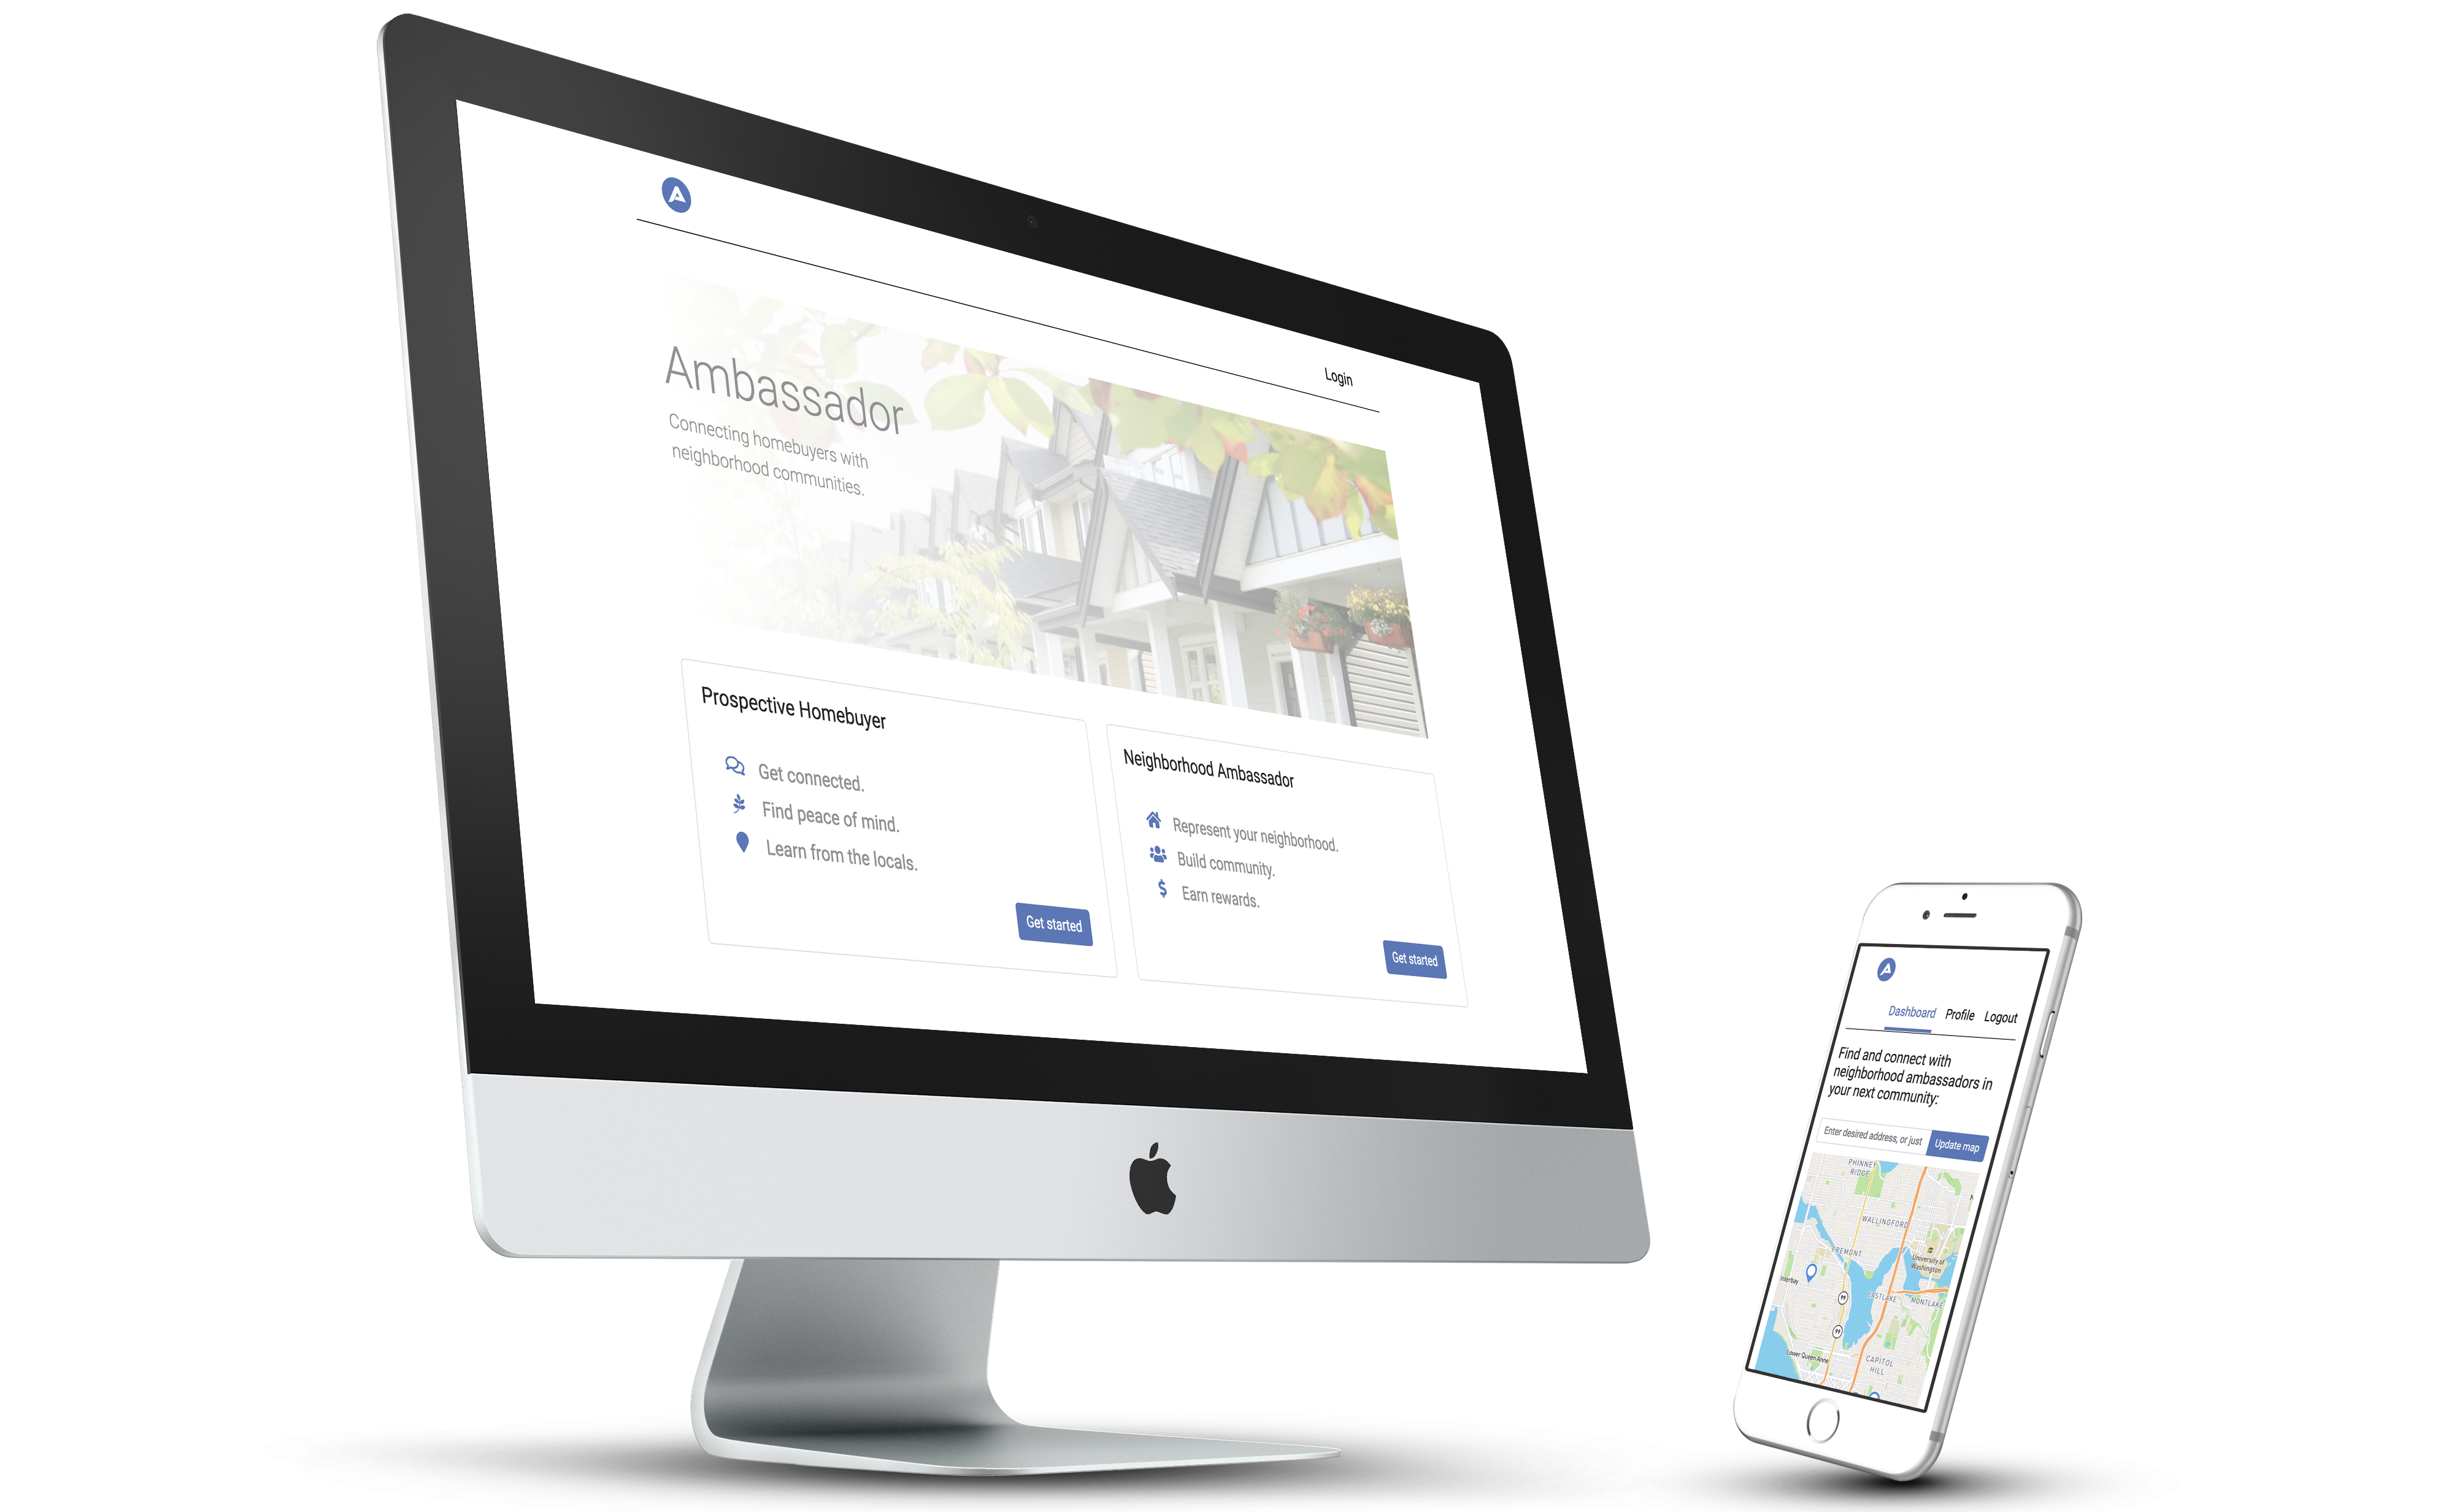 A
Login
Ambassador
Connecting homebuyers with
neighborhood communities.
Prospective Homebuyer
Get connected.
Find peace of mind.
Learn from the locals.
Get started
Neighborhood Ambassador
Represent your neighborhood.
Build community.
$ Earn rewards.
Get started
A
Dashboard Profile Logout
Find and connect with
neighborhood ambassadors in
your next community:
Enter desired address, or just
Update map
PHINNEY
RIDGE
WALLINGFORD
FREMONT
University of
Washington
Interbay
EASTLAKE
MONTLAKE
99
99
Lower Queen Anne
CAPITOL
HILL